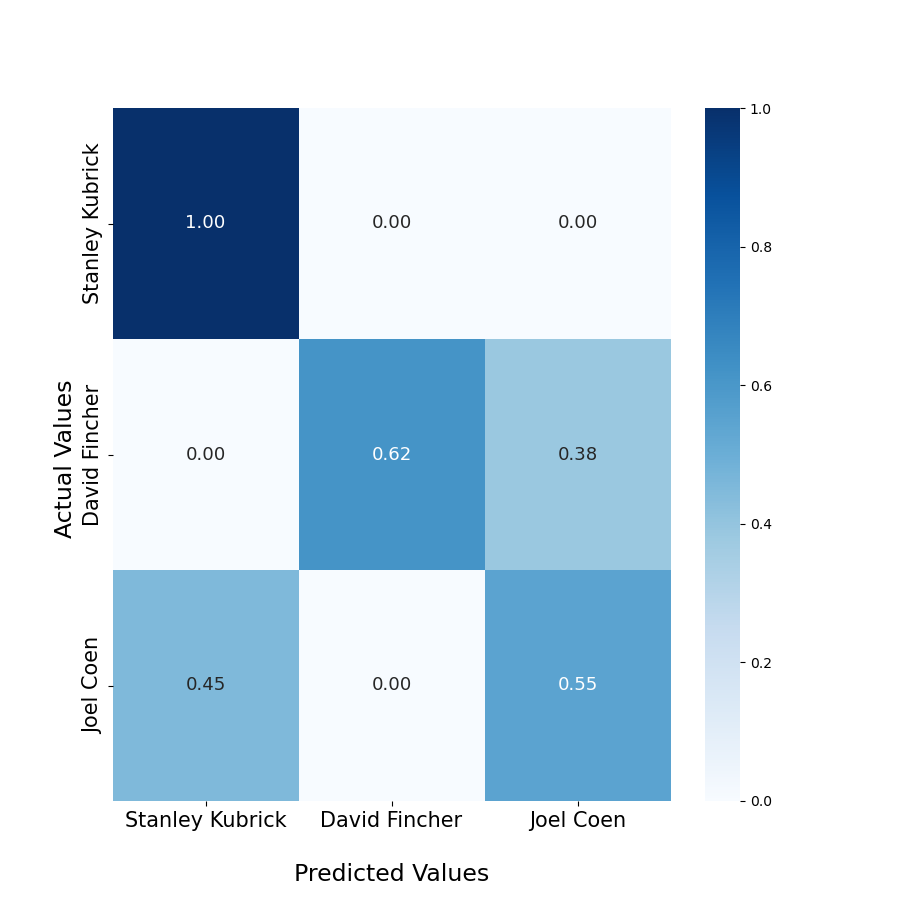 1.0
Stanley Kubrick
1.00 0.00 0.00
0.8
0.6
Actual Values
David Fincher
0.00 0.62 0.38
0.4
0.2
Joel Coen
0.45 0.00 0.55
0.0
Stanley Kubrick David Fincher Joel Coen
Predicted Values